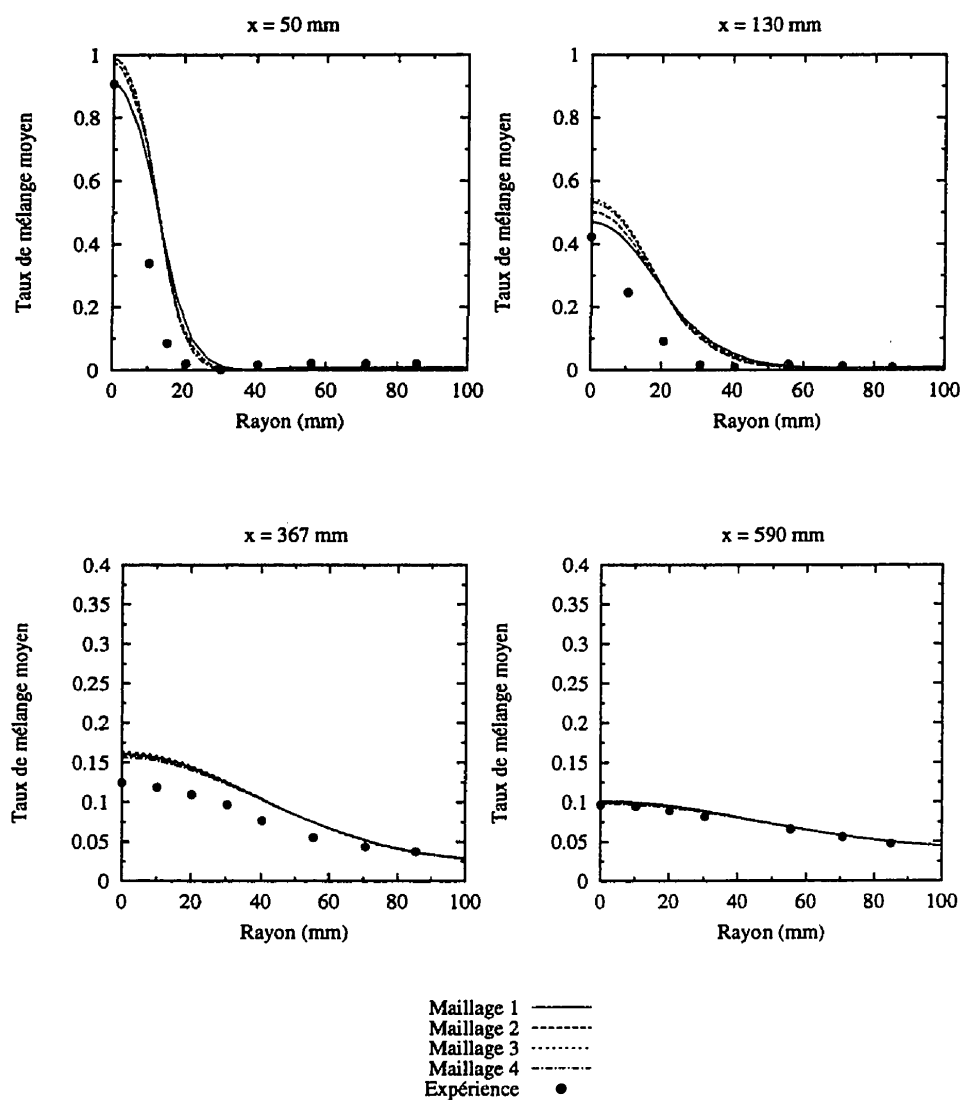 x = 50 mm
1
0.8
0.6
0.4
0.2
0
0 20 40 60 80 100
Taux de mélange moyen
Rayon (mm)
x = 130 mm
1
0.8
0.6
0.4
0.2
0
0 20 40 60 80 100
Taux de mélange moyen
Rayon (mm)
x = 367 mm
0.4
0.35
0.3
0.25
0.2
0.15
0.1
0.05
0
0 20 40 60 80 100
Taux de mélange moyen
Rayon (mm)
x = 590 mm
0.4
0.35
0.3
0.25
0.2
0.15
0.1
0.05
0
0 20 40 60 80 100
Taux de mélange moyen
Rayon (mm)
Maillage 1
Maillage 2
Maillage 3
Maillage 4
Expérience